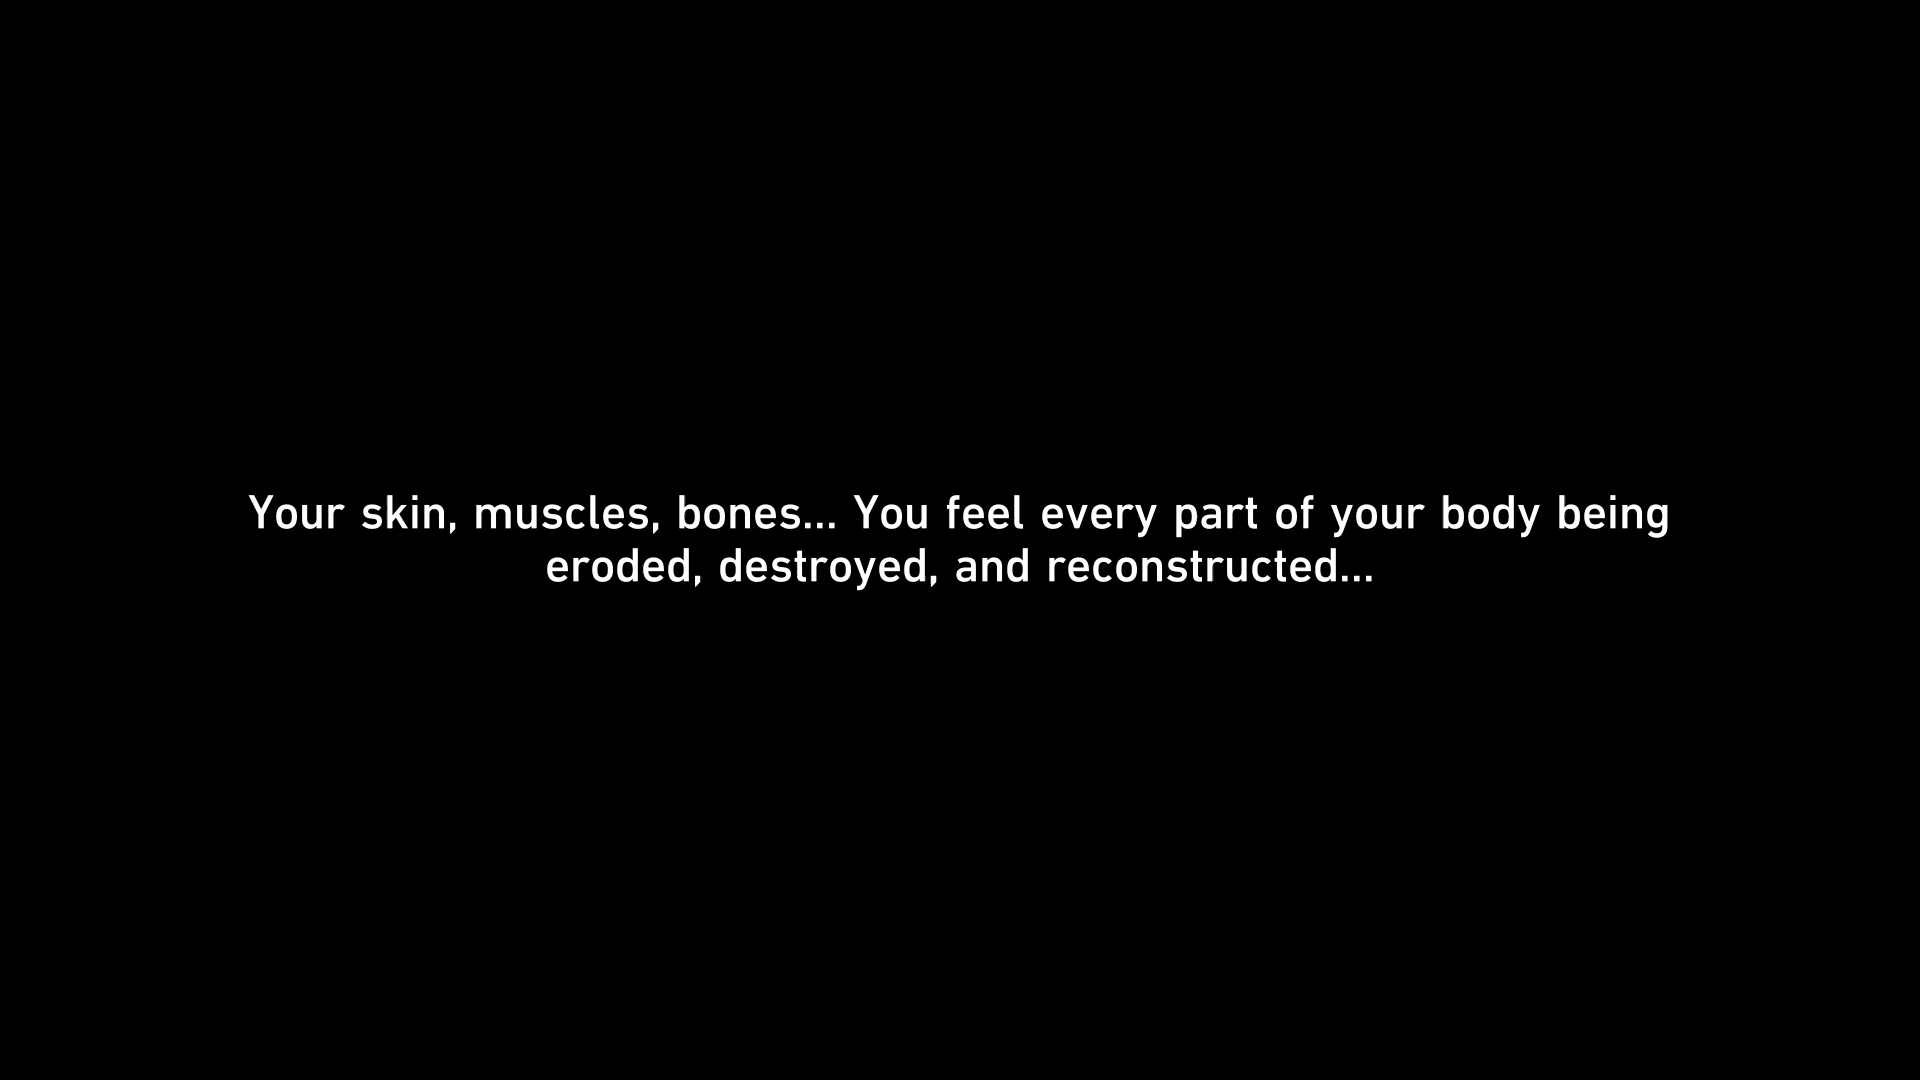 Your skin, muscles, bones... You feel every part of your body being
eroded, destroyed, and reconstructed...